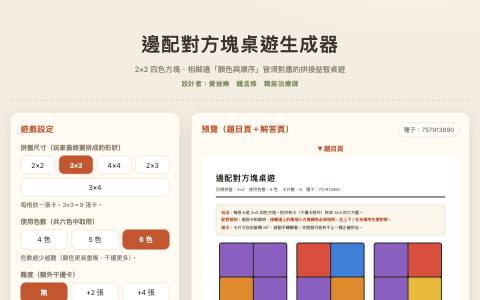 邊配對方塊桌遊生成器
2×2 四色方塊・相鄰邊「顏色與順序」皆須對應的拼接益智桌遊
遊戲設定
拼盤尺寸（玩家最終要拼成的形狀）
2×2
3×3
4×4
2×3
3×4
每格放一張卡・3×3＝9 張卡。
使用色數（共六色中取用）
4 色
5 色
6 色
色數越少越難（顏色更易重複・干擾更多）。
難度（額外干擾卡）
無
+2 張
+4 張
預覽（題目頁＋解答頁）
種子：757913890
▼題目頁
邊配對方塊桌遊